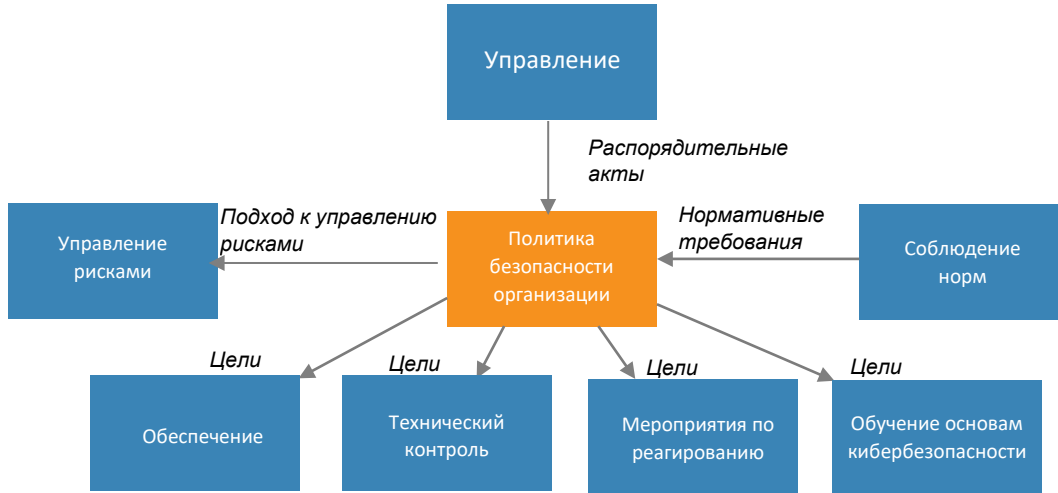 Управление
Распорядительные
акты
Подход к управлению
рисками
Нормативные
требования
Управление
рисками
Политика
безопасности
организации
Соблюдение
норм
Цели
Цели
Цели
Цели
Обеспечение
Технический
контроль
Мероприятия по
реагированию
Обучение основам
кибербезопасности